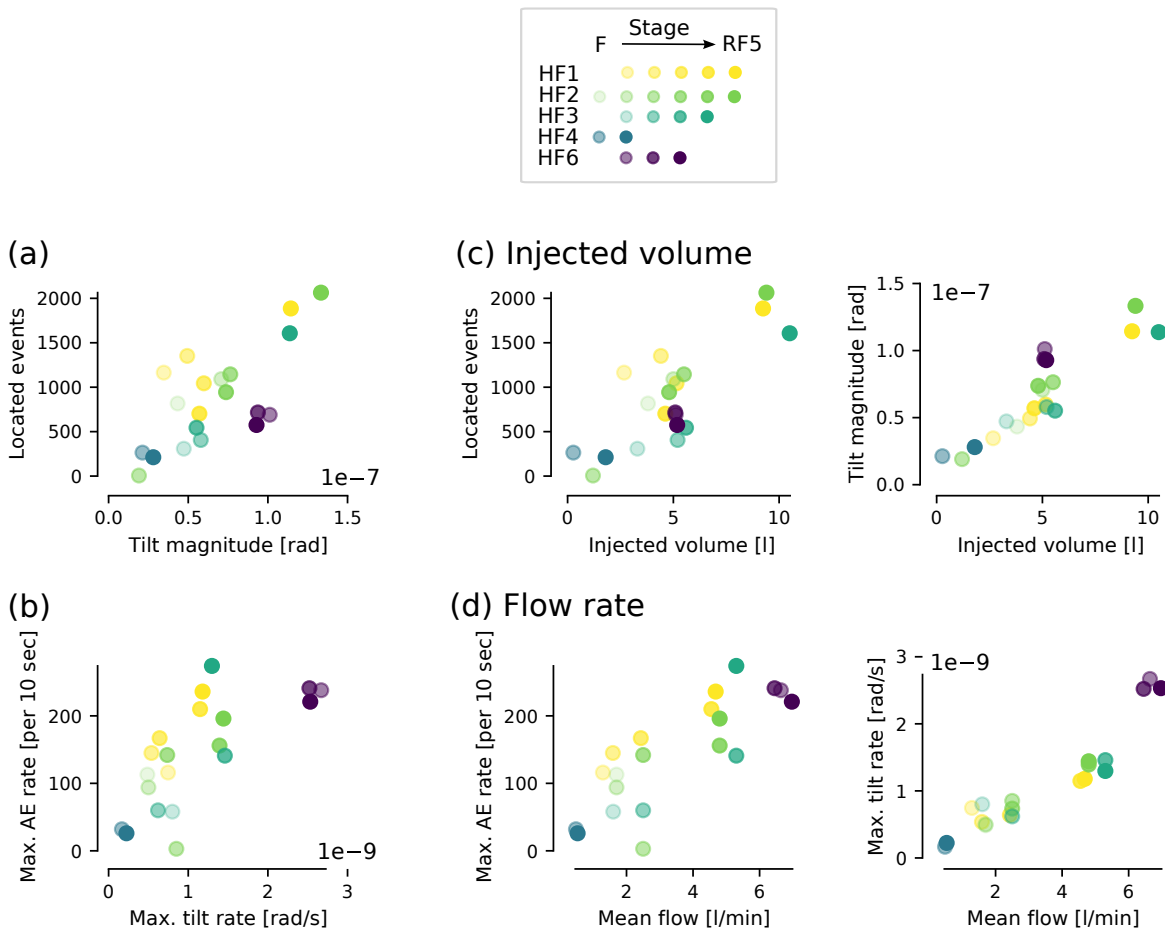 Stage
F RF5
HF1
HF2
HF3
HF4
HF6
(a)
(c) Injected volume
Located events
2000
1500
1000
500
0
0.0 0.5 1.0 1.5
1e−7
Tilt magnitude [rad]
Located events
2000
1500
1000
500
0
0 5 10
Injected volume [l]
Tilt magnitude [rad]
1e−7
1.5
1.0
0.5
0.0
0 5 10
Injected volume [l]
(b)
(d) Flow rate
Max. AE rate [per 10 sec]
200
100
0
0 1 2 3
1e−9
Max. tilt rate [rad/s]
Max. AE rate [per 10 sec]
200
100
0
2 4 6
Mean flow [l/min]
Max. tilt rate [rad/s]
1e−9
3
2
1
0
2 4 6
Mean flow [l/min]